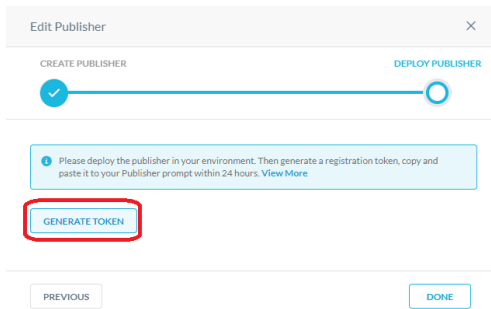 Edit Publisher
CREATE PUBLISHER
DEPLOY PUBLISHER
Please deploy the publisher in your environment. Then generate a registration token, copy and
paste it to your Publisher prompt within 24 hours. View More
GENERATE TOKEN
PREVIOUS
DONE